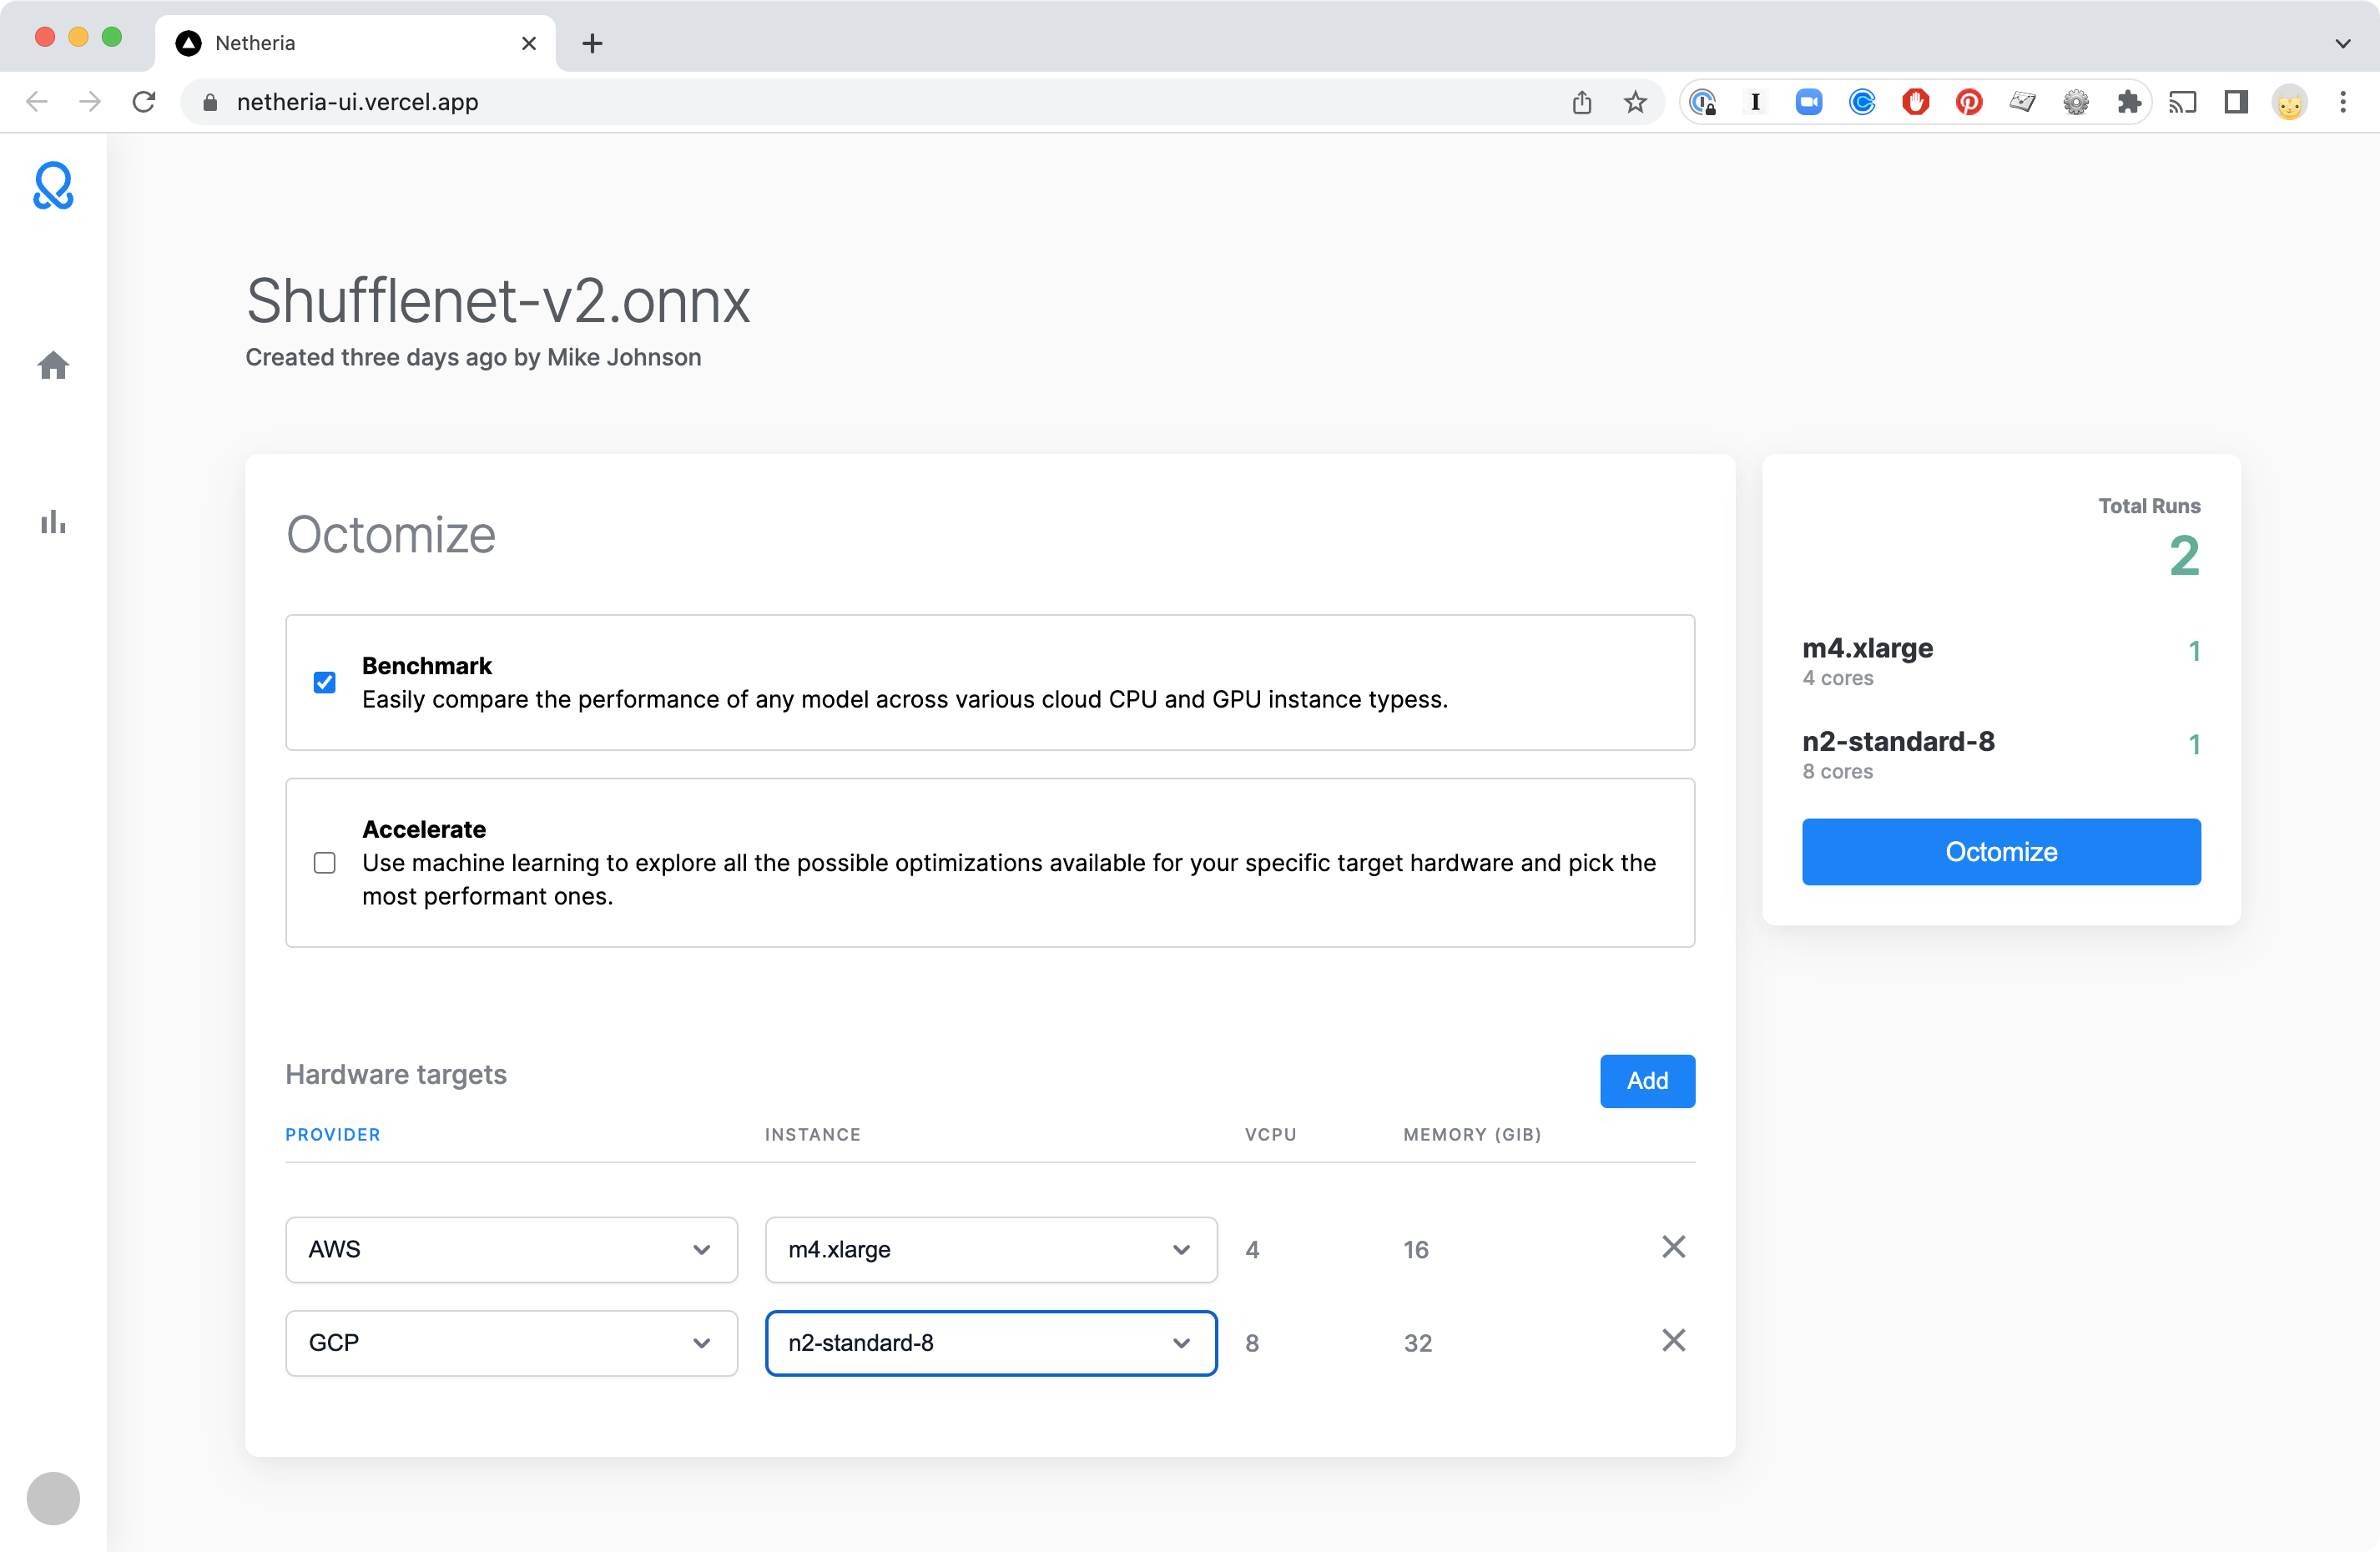 Netheria
netheria-ui.vercel.app
Shufflenet-v2.onnx
Created three days ago by Mike Johnson
Octomize
Benchmark
Easily compare the performance of any model across various cloud CPU and GPU instance typess.
Accelerate
Use machine learning to explore all the possible optimizations available for your specific target hardware and pick the
most performant ones.
Hardware targets
Add
PROVIDER INSTANCE VCPU MEMORY (GIB)
AWS m4.xlarge 4 16
GCP n2-standard-8 8 32
Total Runs
2
m4.xlarge 1
4 cores
n2-standard-8 1
8 cores
Octomize